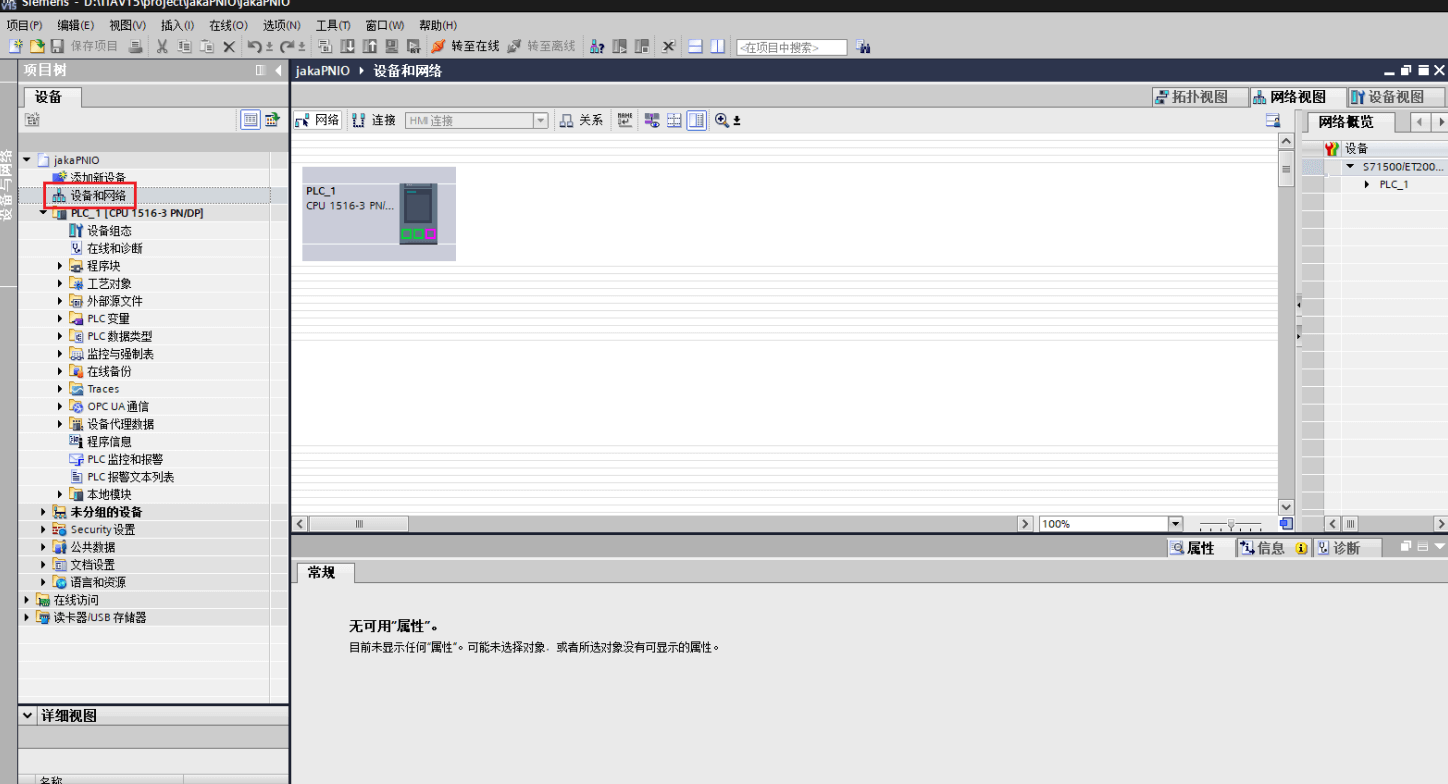 Siemens - D:\TIAV15\project\jakaPNIO\jakaPNIO
项目(P) 编辑(E) 视图(V) 插入(I) 在线(O) 选项(N) 工具(T) 窗口(W) 帮助(H)
保存项目 转至在线 转至离线 <在项目中搜索>
项目树
jakaPNIO 设备和网络
设备
拓扑视图 网络视图 设备视图
网络 连接 HMI 连接 关系
网络概览
设备
S71500/ET200...
PLC_1
设备与网络
jakaPNIO
添加新设备
设备和网络
PLC_1 [CPU 1516-3 PN/DP]
设备组态
在线和诊断
程序块
工艺对象
外部源文件
PLC 变量
PLC 数据类型
监控与强制表
在线备份
Traces
OPC UA 通信
设备代理数据
程序信息
PLC 监控和报警
PLC 报警文本列表
本地模块
未分组的设备
Security 设置
公共数据
文档设置
语言和资源
在线访问
读卡器/USB 存储器
PLC_1
CPU 1516-3 PN/...
100%
属性 信息 诊断
常规
无可用“属性”。
目前未显示任何“属性”。可能未选择对象，或者所选对象没有可显示的属性。
详细视图
名称